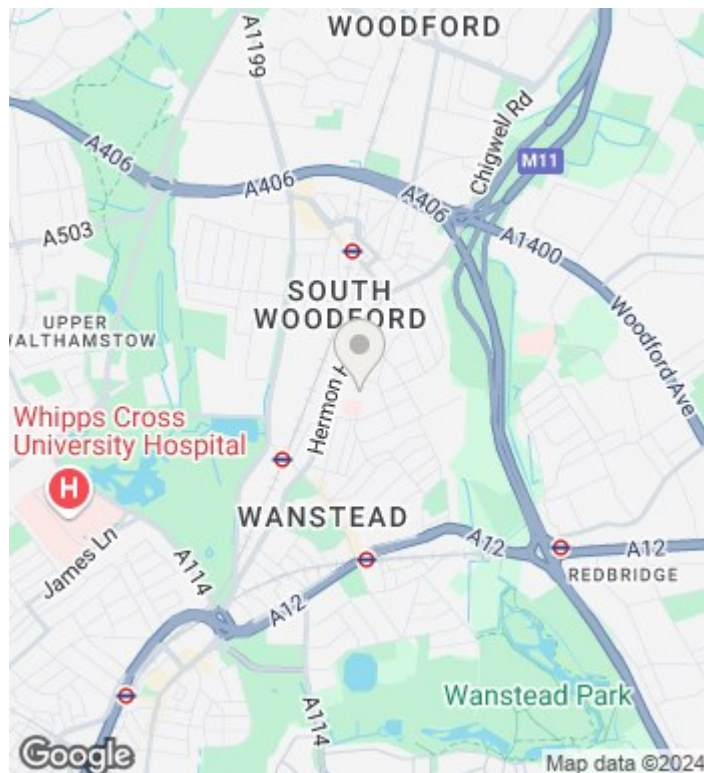 WOODFORD
A1199
Chigwell Rd
M11
A406
A406
A406
A503
A1400
SOUTH
WOODFORD
UPPER
WALTHAMSTOW
Woodford Ave
Hermon
Whipps Cross
University Hospital
H
WANSTEAD
James Ln
A114
A12
A12
A12
REDBRIDGE
A114
Wanstead Park
Google
Map data ©2024